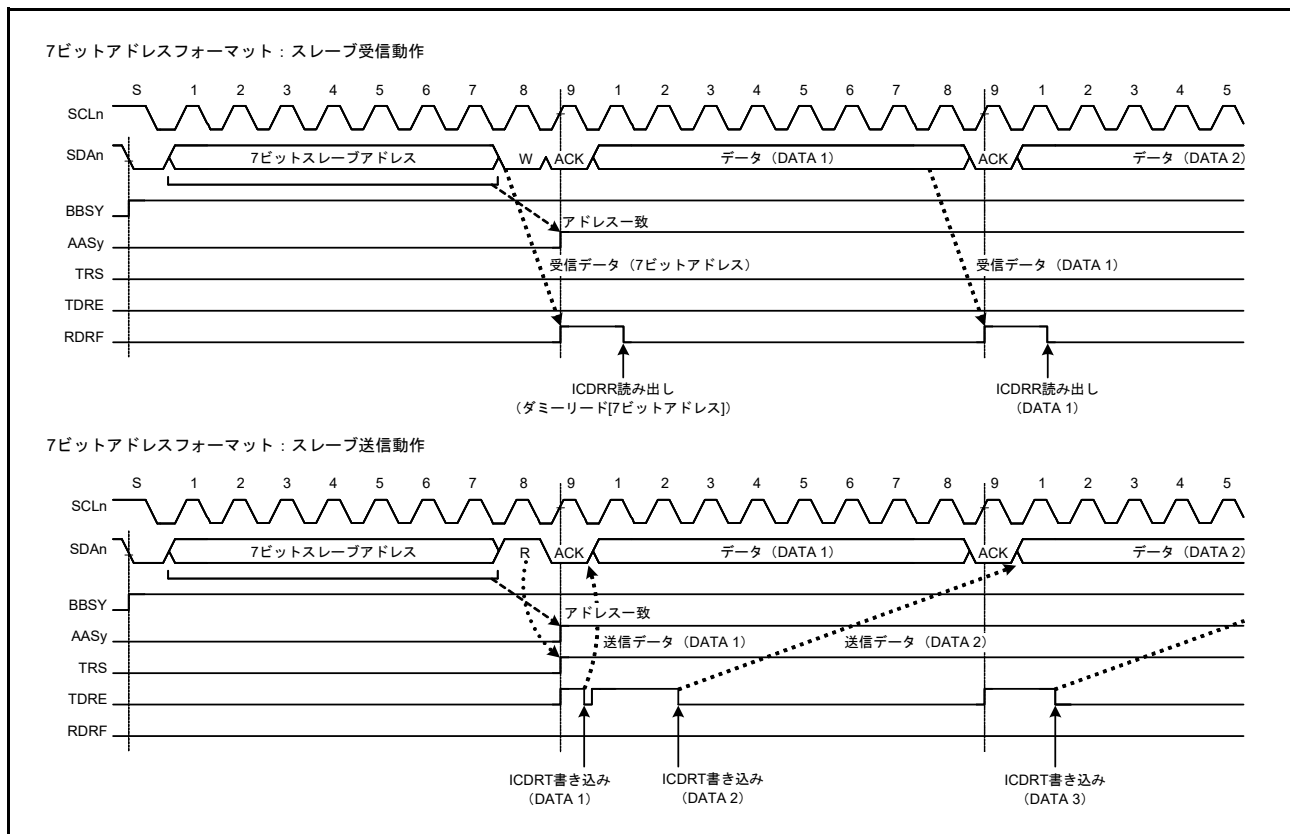 7ビットアドレスフォーマット：スレーブ受信動作
S 1 2 3 4 5 6 7 8 9 1 2 3 4 5 6 7 8 9 1 2 3 4 5
SCLn
SDAn 7ビットスレーブアドレス W ACK データ（DATA 1） ACK データ（DATA 2）
BBSY
アドレス一致
AASy
受信データ（7ビットアドレス） 受信データ（DATA 1）
TRS
TDRE
RDRF
ICDRR読み出し ICDRR読み出し
（ダミーリード[7ビットアドレス]） （DATA 1）
7ビットアドレスフォーマット：スレーブ送信動作
S 1 2 3 4 5 6 7 8 9 1 2 3 4 5 6 7 8 9 1 2 3 4 5
SCLn
SDAn 7ビットスレーブアドレス R ACK データ（DATA 1） ACK データ（DATA 2）
BBSY
アドレス一致
AASy
送信データ（DATA 1） 送信データ（DATA 2）
TRS
TDRE
RDRF
ICDRT書き込み ICDRT書き込み ICDRT書き込み
（DATA 1） （DATA 2） （DATA 3）